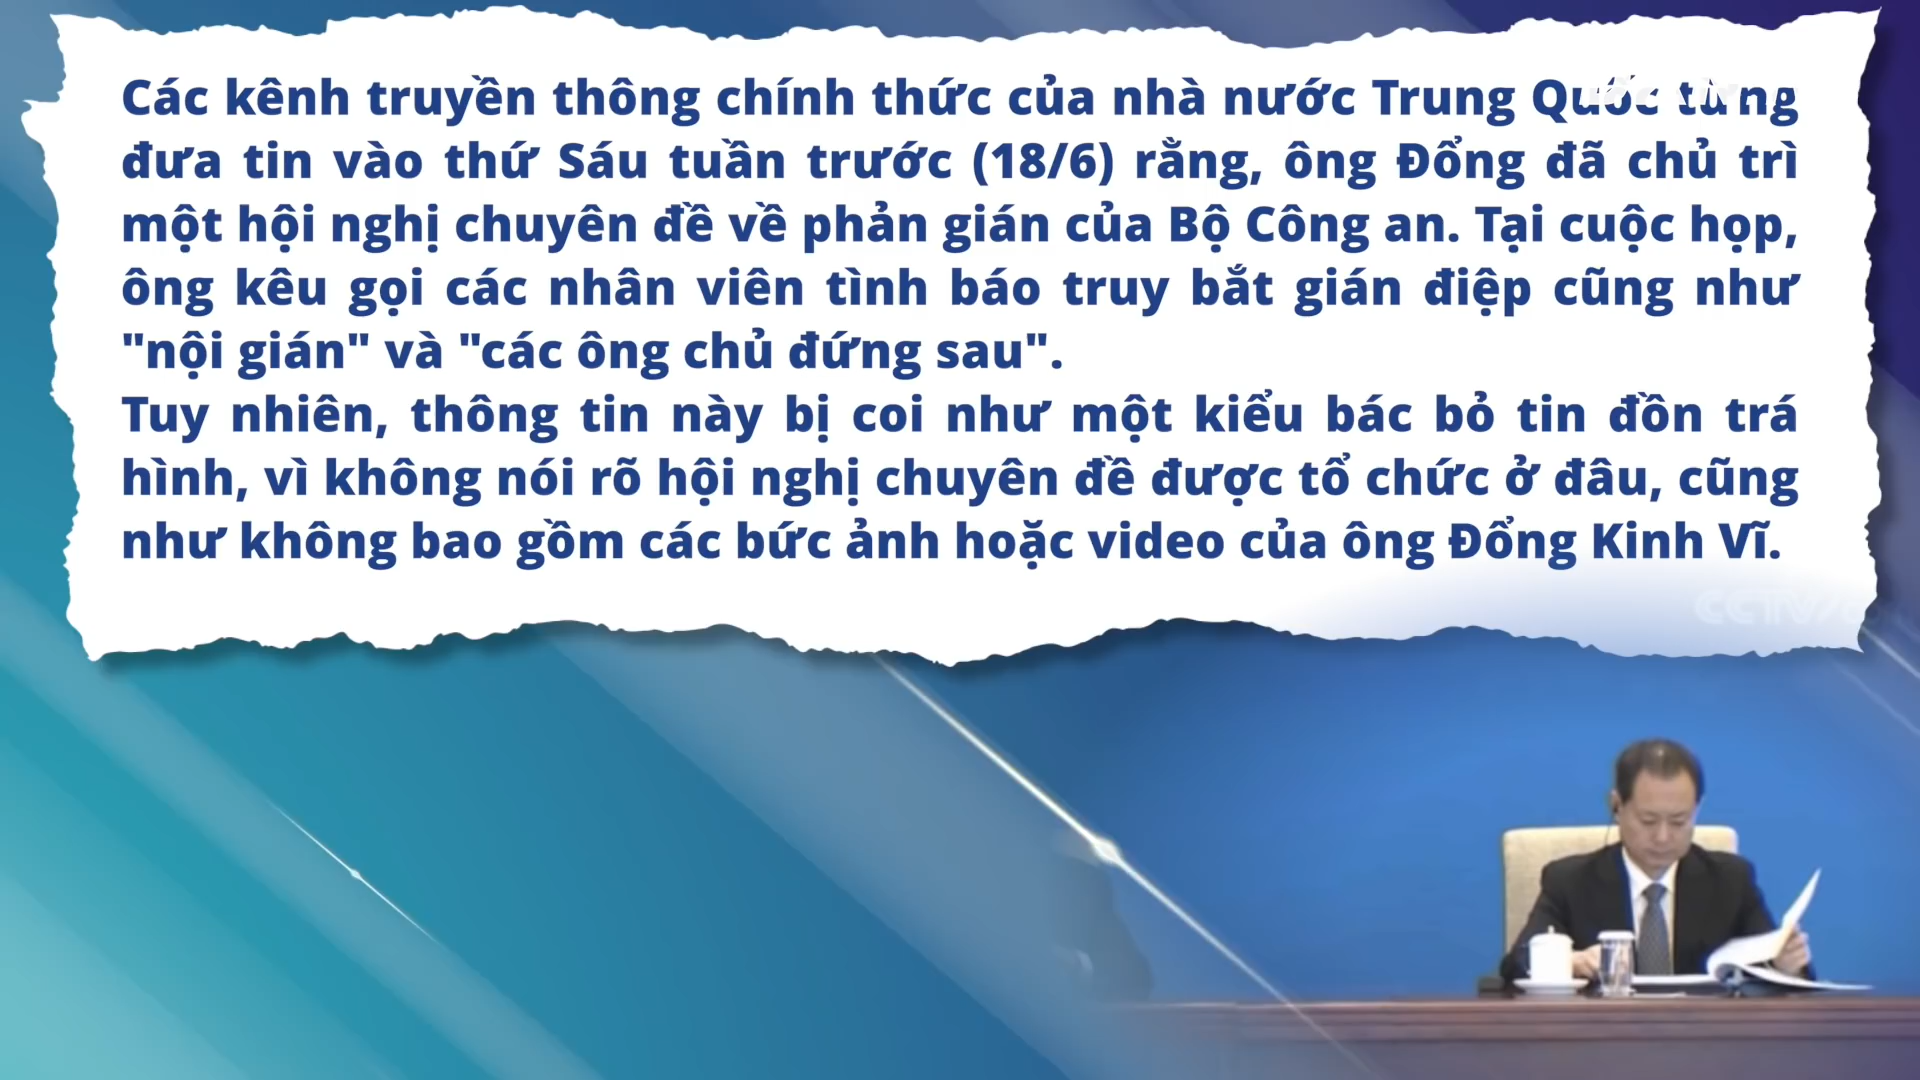 Các kênh truyền thông chính thức của nhà nước Trung Quốc từng
đưa tin vào thứ Sáu tuần trước (18/6) rằng, ông Đổng đã chủ trì
một hội nghị chuyên đề về phản gián của Bộ Công an. Tại cuộc họp,
ông kêu gọi các nhân viên tình báo truy bắt gián điệp cũng như
"nội gián" và "các ông chủ đứng sau".
Tuy nhiên, thông tin này bị coi như một kiểu bác bỏ tin đồn trá
hình, vì không nói rõ hội nghị chuyên đề được tổ chức ở đâu, cũng
như không bao gồm các bức ảnh hoặc video của ông Đổng Kinh Vĩ.
CCTV